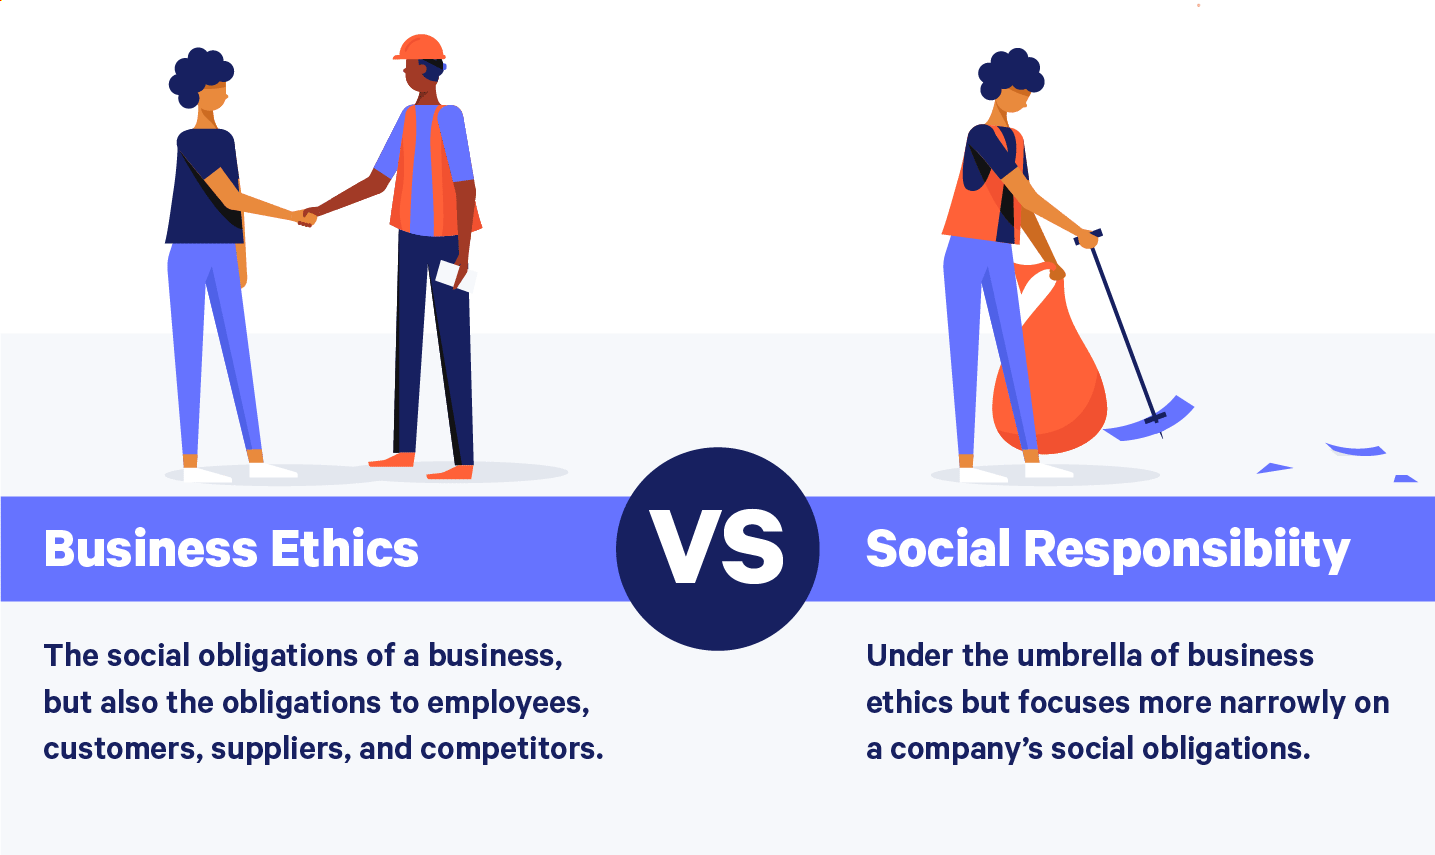 Business Ethics
VS
Social Responsibiity
The social obligations of a business,
but also the obligations to employees,
customers, suppliers, and competitors.
Under the umbrella of business
ethics but focuses more narrowly on
a company’s social obligations.